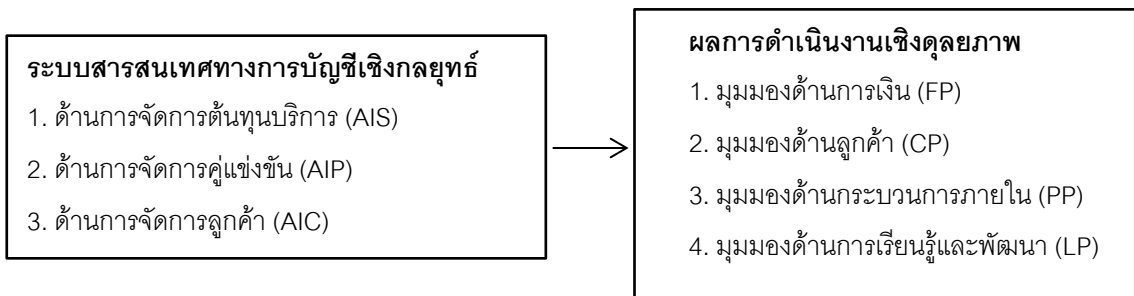 ระบบสารสนเทศทางการบัญชีเชิงกลยุทธ์
1. ด้านการจัดการต้นทุนบริการ (AIS)
2. ด้านการจัดการคู่แข่งขัน (AIP)
3. ด้านการจัดการลูกค้า (AIC)
ผลการดำเนินงานเชิงดุลยภาพ
1. มุมมองด้านการเงิน (FP)
2. มุมมองด้านลูกค้า (CP)
3. มุมมองด้านกระบวนการภายใน (PP)
4. มุมมองด้านการเรียนรู้และพัฒนา (LP)